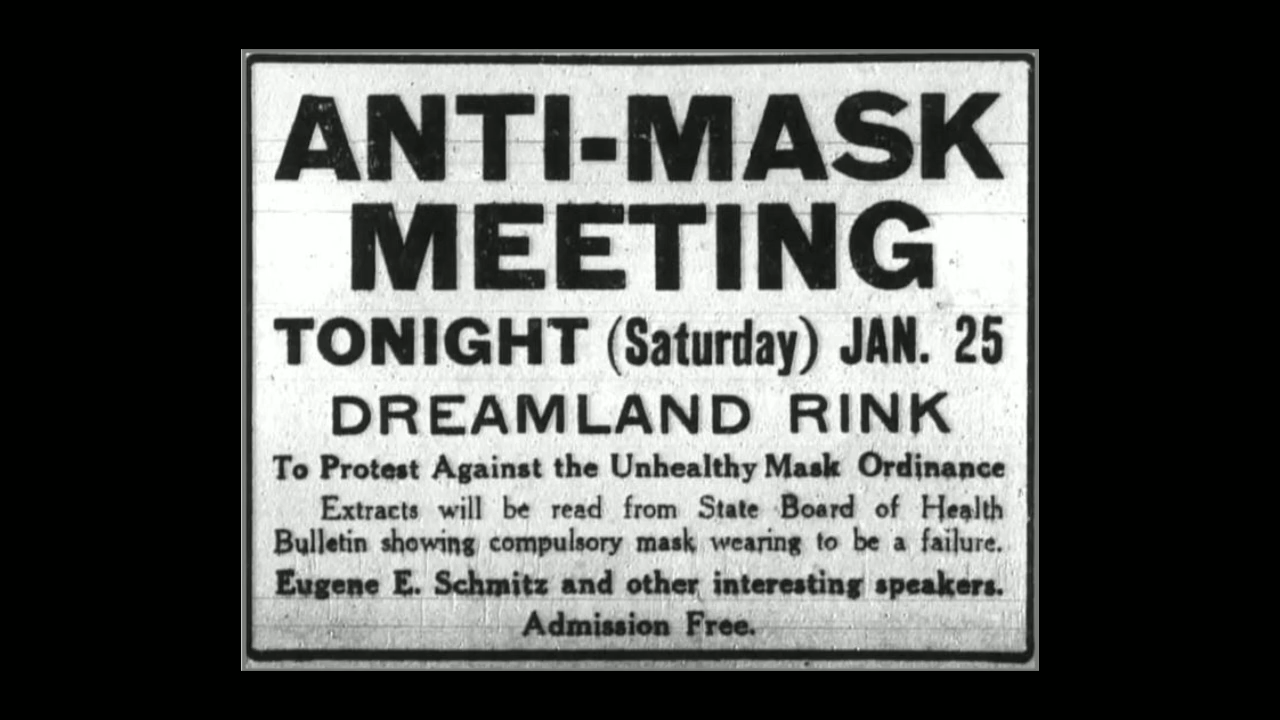 ANTI-MASK
MEETING
TONIGHT (Saturday) JAN. 25
DREAMLAND RINK
To Protest Against the Unhealthy Mask Ordinance
Extracts will be read from State Board of Health
Bulletin showing compulsory mask wearing to be a failure.
Eugene E. Schmitz and other interesting speakers.
Admission Free.